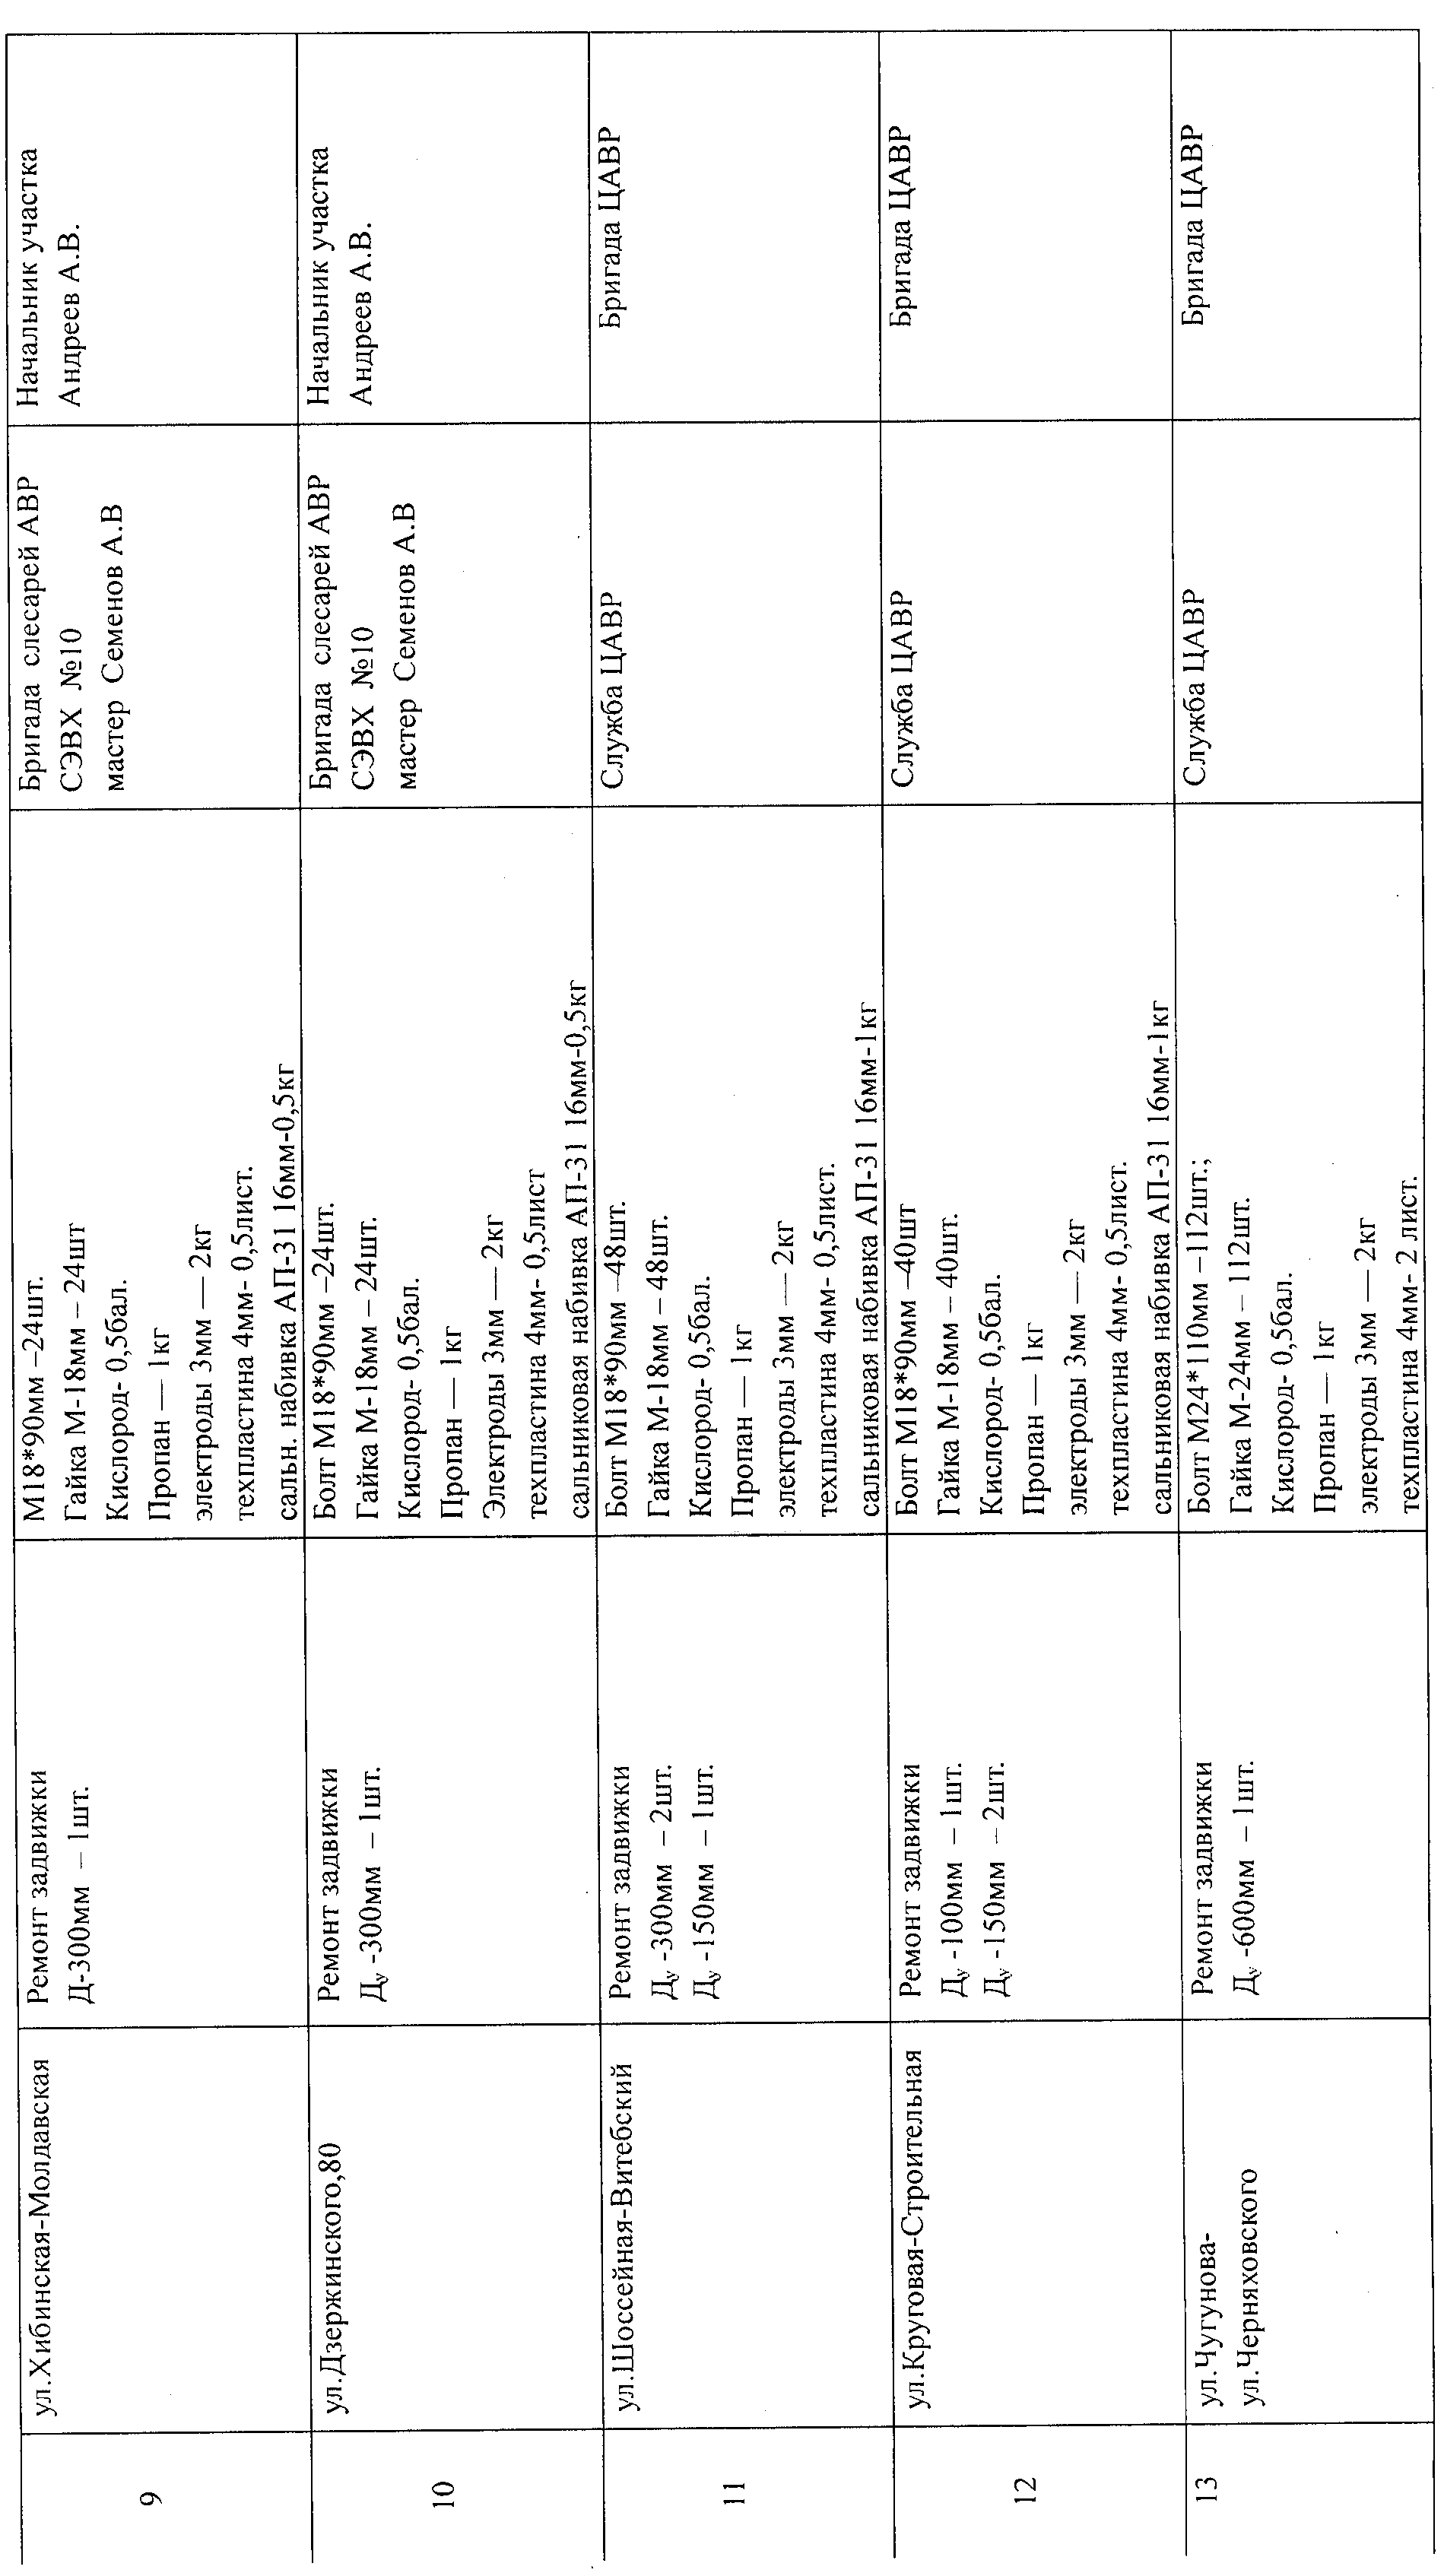 9
ул.Хибинская-Молдавская
Ремонт задвижки
Д-300мм – 1шт.
М18*90мм –24шт.
Гайка М-18мм – 24шт
Кислород- 0,5бал.
Пропан — 1кг
электроды 3мм — 2кг
техпластина 4мм- 0,5лист.
сальн. набивка АП-31 16мм-0,5кг
Бригада слесарей АВР
СЭВХ №10
мастер Семенов А.В
Начальник участка
Андреев А.В.
10
ул.Дзержинского,80
Ремонт задвижки
Ду -300мм – 1шт.
Болт М18*90мм –24шт.
Гайка М-18мм – 24шт.
Кислород- 0,5бал.
Пропан — 1кг
Электроды 3мм — 2кг
техпластина 4мм- 0,5лист
сальниковая набивка АП-31 16мм-0,5кг
Бригада слесарей АВР
СЭВХ №10
мастер Семенов А.В
Начальник участка
Андреев А.В.
11
ул.Шоссейная-Витебский
Ремонт задвижки
Ду -300мм – 2шт.
Ду -150мм – 1шт.
Болт М18*90мм –48шт.
Гайка М-18мм – 48шт.
Кислород- 0,5бал.
Пропан — 1кг
электроды 3мм — 2кг
техпластина 4мм- 0,5лист.
сальниковая набивка АП-31 16мм-1кг
Служба ЦАВР
Бригада ЦАВР
12
ул.Круговая-Строительная
Ремонт задвижки
Ду -100мм – 1шт.
Ду -150мм – 2шт.
Болт М18*90мм –40шт
Гайка М-18мм – 40шт.
Кислород- 0,5бал.
Пропан — 1кг
электроды 3мм — 2кг
техпластина 4мм- 0,5лист.
сальниковая набивка АП-31 16мм-1кг
Служба ЦАВР
Бригада ЦАВР
13
ул.Чугунова-
ул.Черняховского
Ремонт задвижки
Ду -600мм – 1шт.
Болт М24*110мм –112шт.;
Гайка М-24мм – 112шт.
Кислород- 0,5бал.
Пропан — 1кг
электроды 3мм — 2кг
техпластина 4мм- 2 лист.
Служба ЦАВР
Бригада ЦАВР